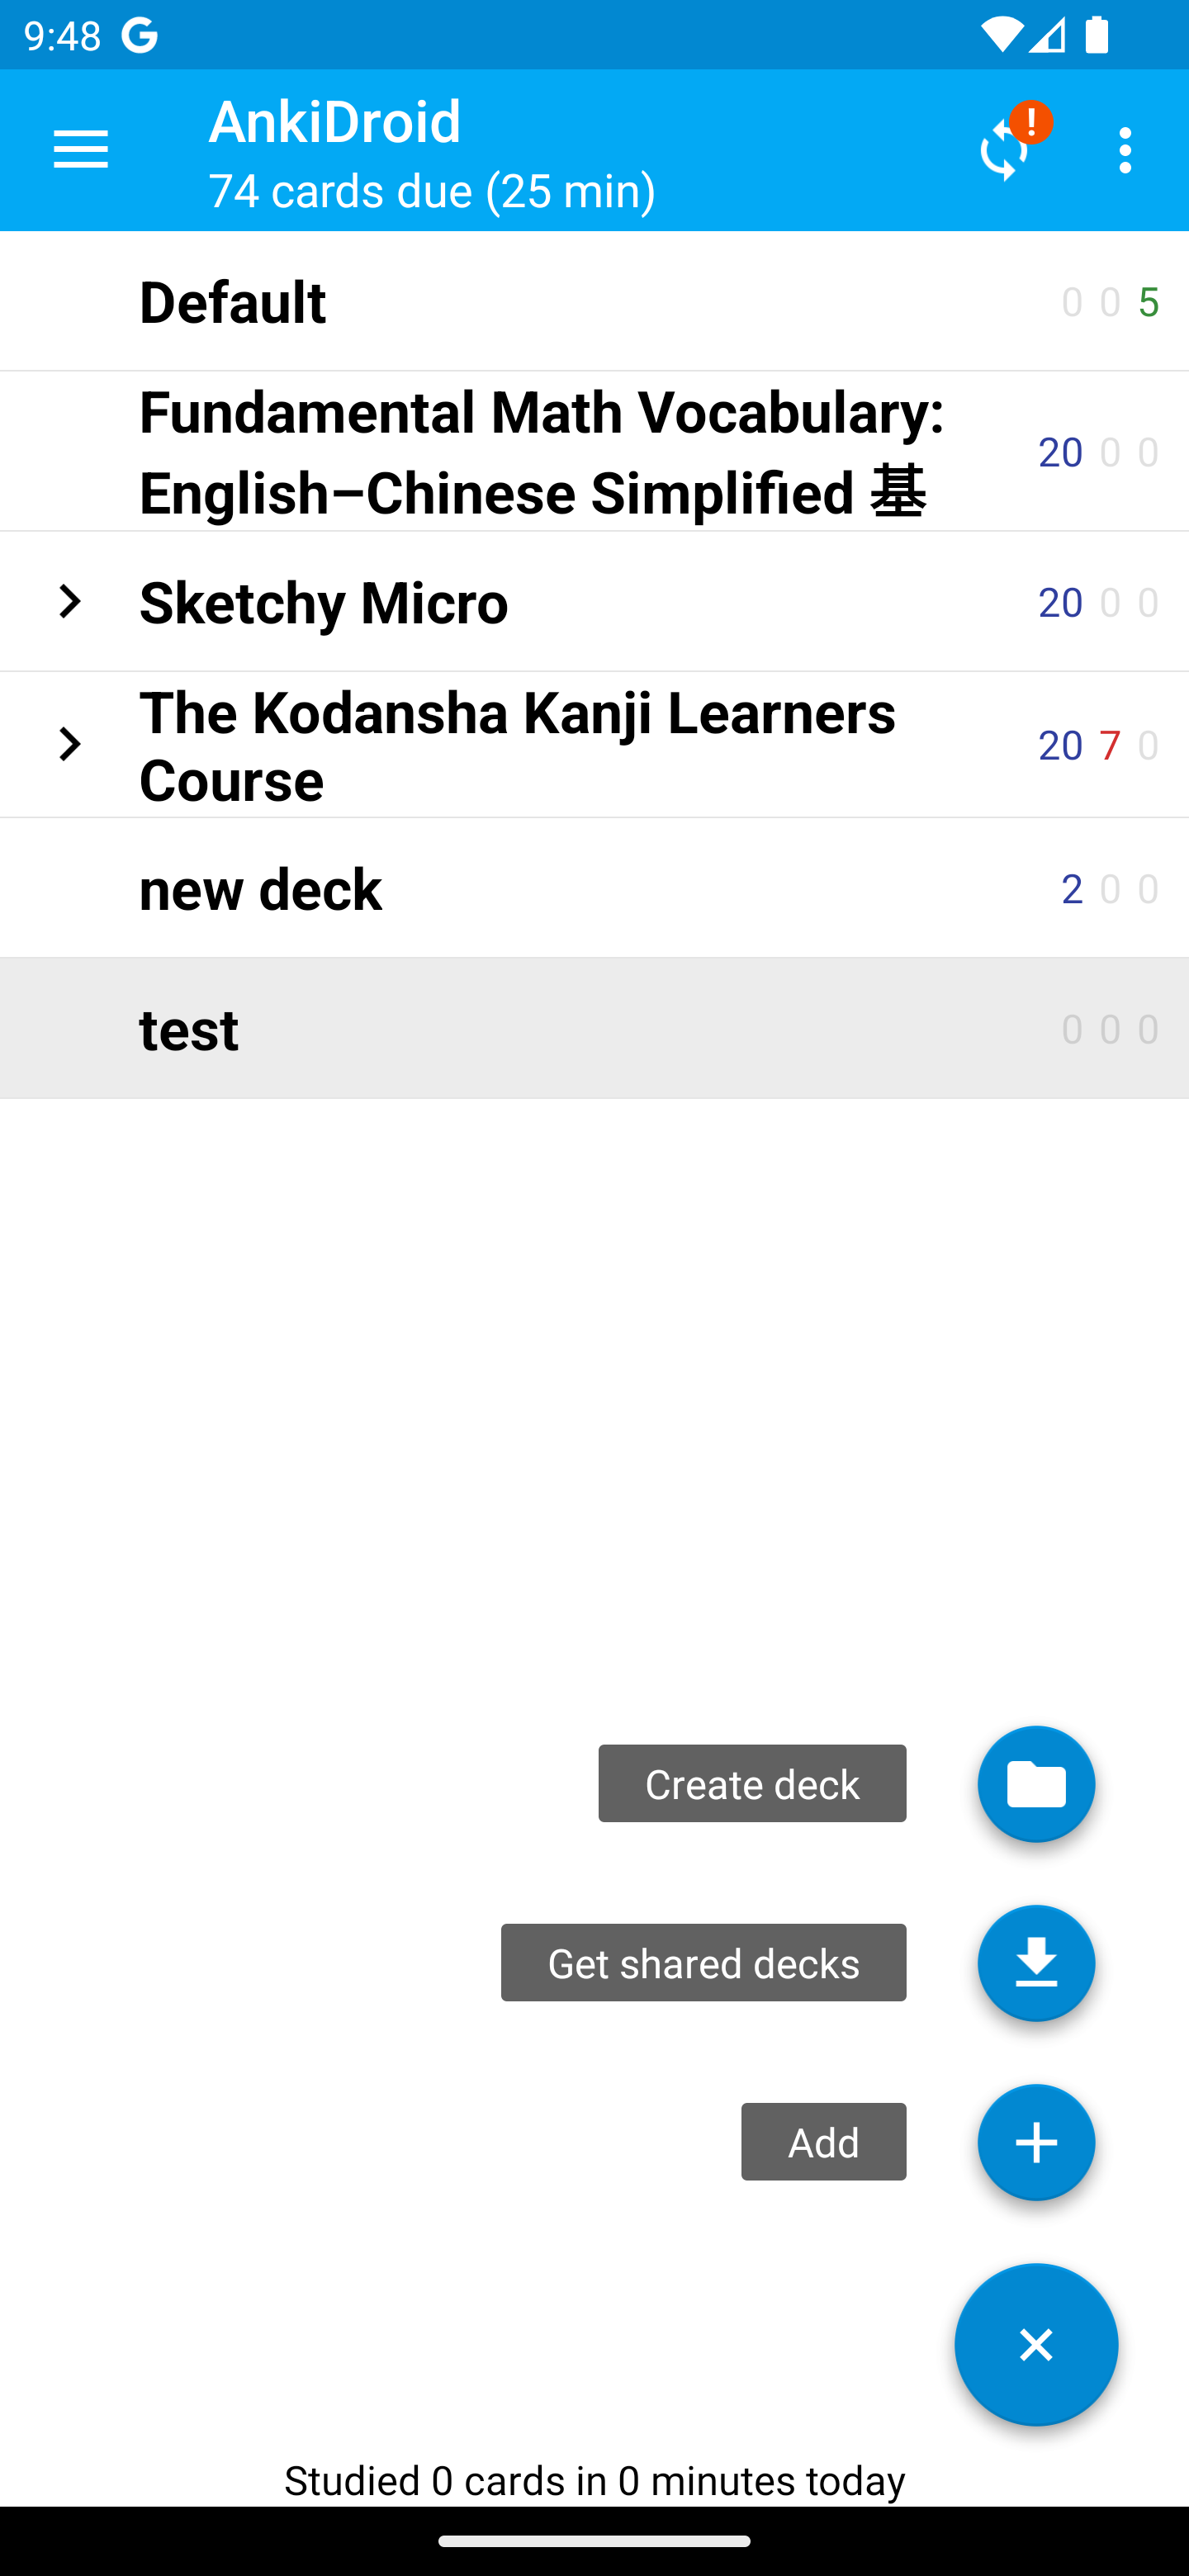 9:48
AnkiDroid
74 cards due (25 min)
Default 0 0 5
Fundamental Math Vocabulary:
English–Chinese Simplified 基 20 0 0
Sketchy Micro 20 0 0
The Kodansha Kanji Learners
Course 20 7 0
new deck 2 0 0
test 0 0 0
Create deck
Get shared decks
Add
Studied 0 cards in 0 minutes today